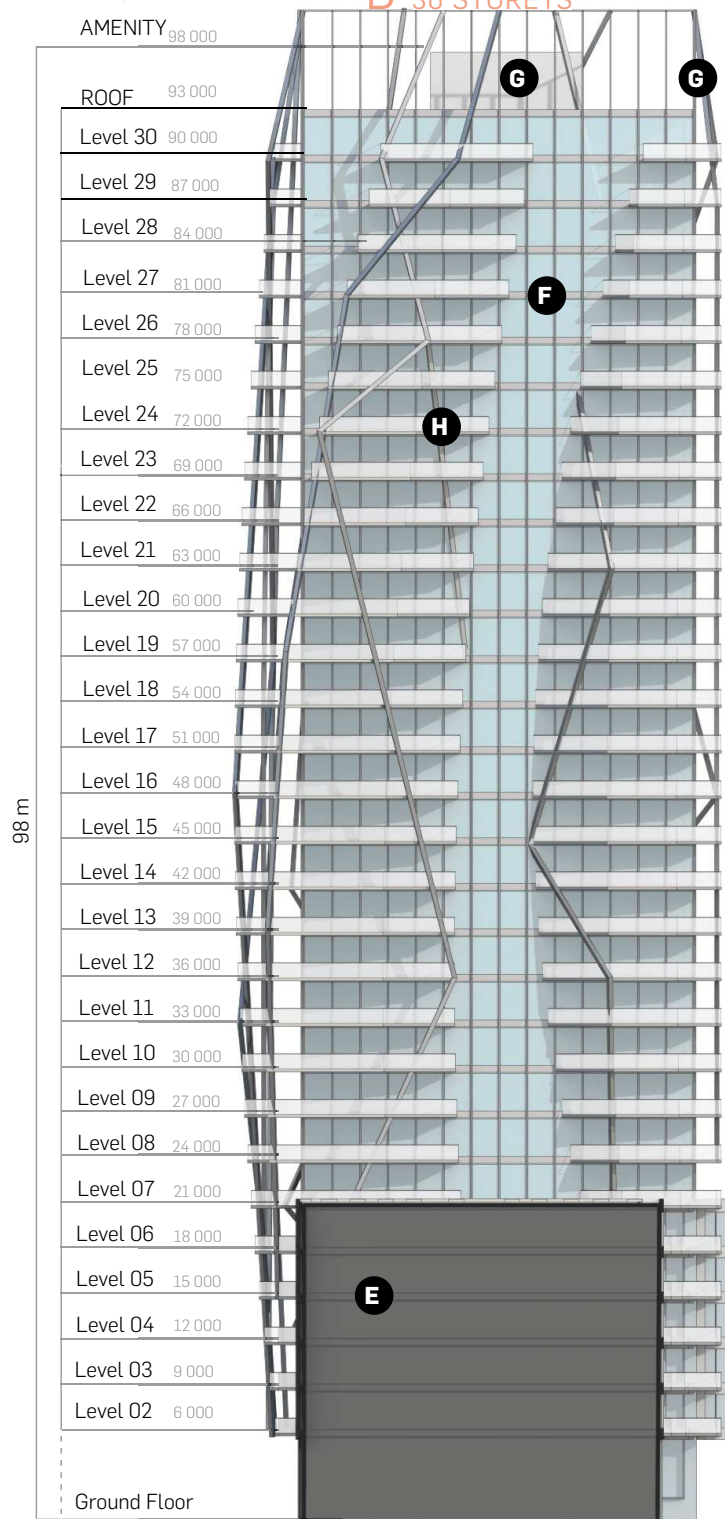 B 30 STOREYS
AMENITY 98 000
ROOF 93 000
Level 30 90 000
Level 29 87 000
Level 28 84 000
Level 27 81 000
Level 26 78 000
Level 25 75 000
Level 24 72 000
Level 23 69 000
Level 22 66 000
Level 21 63 000
Level 20 60 000
Level 19 57 000
Level 18 54 000
Level 17 51 000
Level 16 48 000
Level 15 45 000
Level 14 42 000
Level 13 39 000
Level 12 36 000
Level 11 33 000
Level 10 30 000
Level 09 27 000
Level 08 24 000
Level 07 21 000
Level 06 18 000
Level 05 15 000
Level 04 12 000
Level 03 9 000
Level 02 6 000
Ground Floor
98 m
G
G
F
H
E